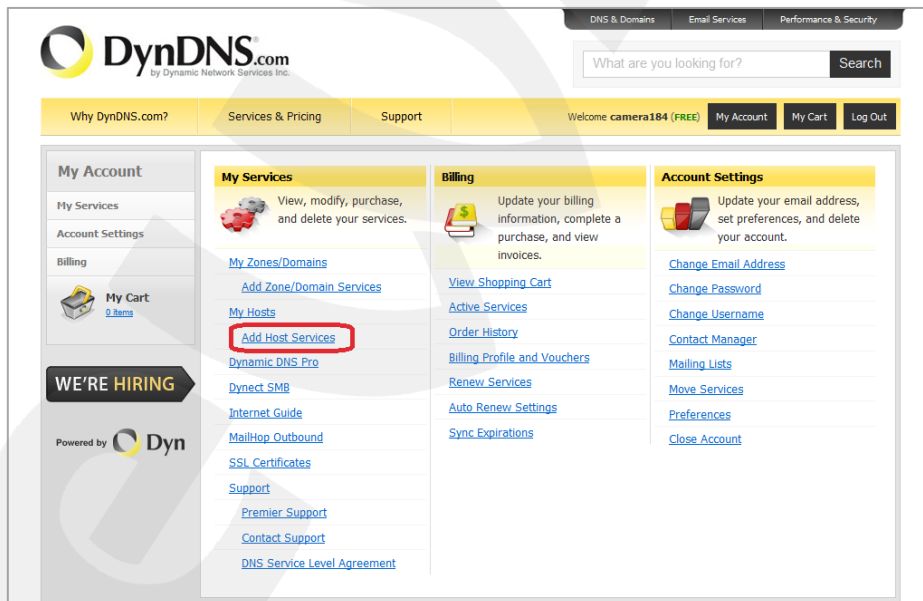 DNS & Domains Email Services Performance & Security
DynDNS.com
by Dynamic Network Services Inc.
What are you looking for? Search
Why DynDNS.com? Services & Pricing Support Welcome camera184 (FREE) My Account My Cart Log Out
My Account
My Services
Account Settings
Billing
My Cart
0 items
WE'RE HIRING
Powered by Dyn
My Services
View, modify, purchase,
and delete your services.
My Zones/Domains
Add Zone/Domain Services
My Hosts
Add Host Services
Dynamic DNS Pro
Dynect SMB
Internet Guide
MailHop Outbound
SSL Certificates
Support
Premier Support
Contact Support
DNS Service Level Agreement
Billing
Update your billing
information, complete a
purchase, and view
invoices.
View Shopping Cart
Active Services
Order History
Billing Profile and Vouchers
Renew Services
Auto Renew Settings
Sync Expirations
Account Settings
Update your email address,
set preferences, and delete
your account.
Change Email Address
Change Password
Change Username
Contact Manager
Mailing Lists
Move Services
Preferences
Close Account